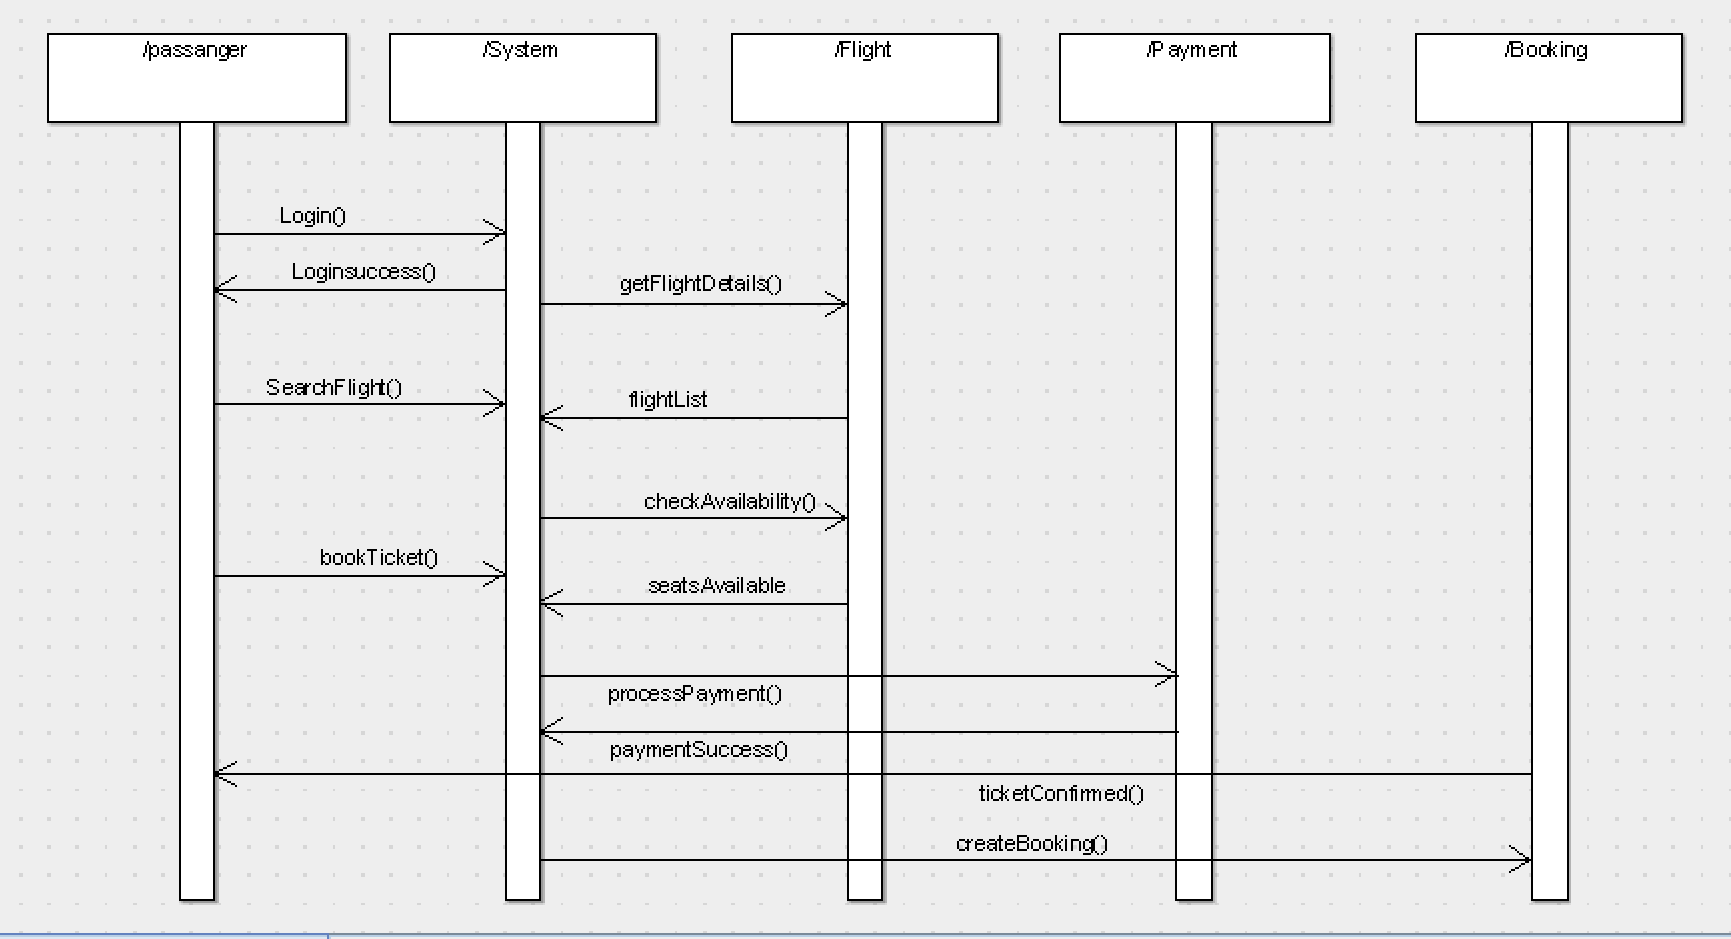 /passanger
/System
/Flight
/Payment
/Booking
Login()
Loginsuccess()
getFlightDetails()
SearchFlight()
flightList
checkAvailability()
bookTicket()
seatsAvailable
processPayment()
paymentSuccess()
ticketConfirmed()
createBooking()